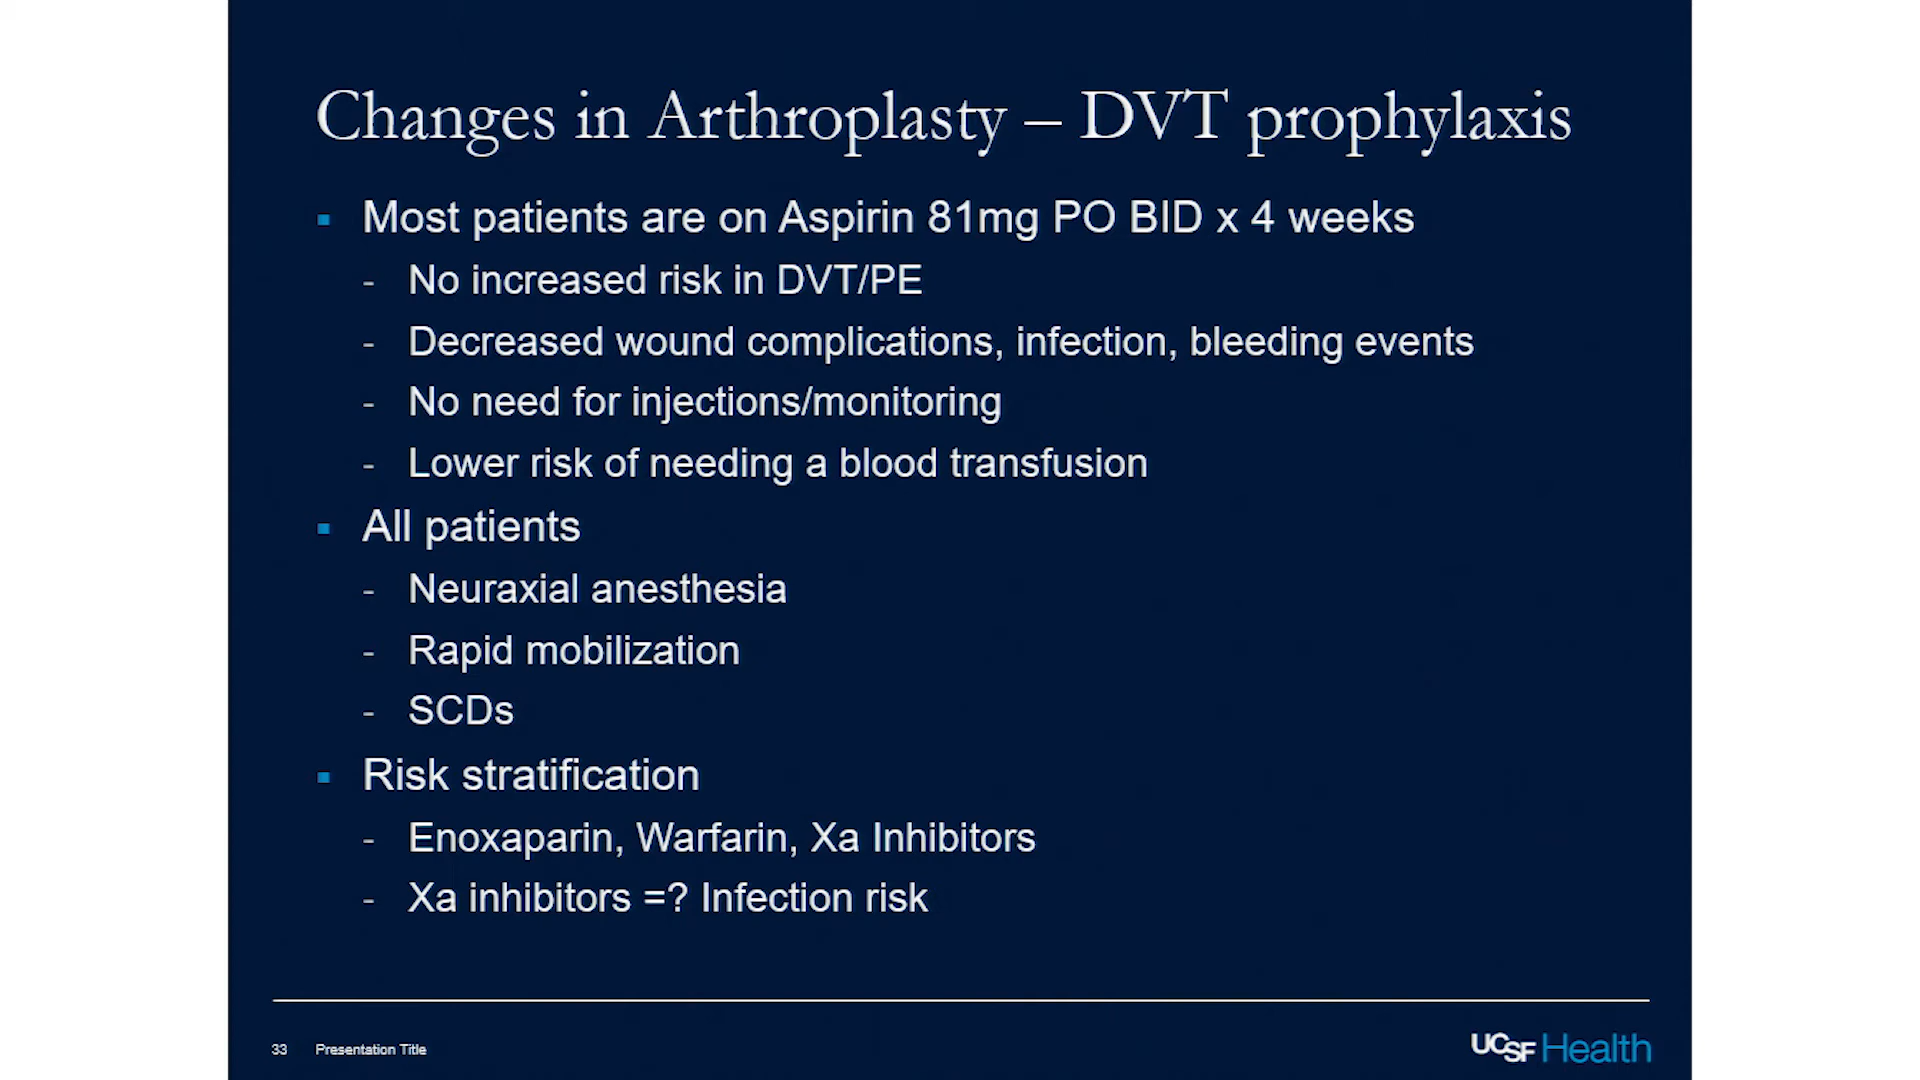 Changes in Arthroplasty – DVT prophylaxis
▪ Most patients are on Aspirin 81mg PO BID x 4 weeks
- No increased risk in DVT/PE
- Decreased wound complications, infection, bleeding events
- No need for injections/monitoring
- Lower risk of needing a blood transfusion
▪ All patients
- Neuraxial anesthesia
- Rapid mobilization
- SCDs
▪ Risk stratification
- Enoxaparin, Warfarin, Xa Inhibitors
- Xa inhibitors =? Infection risk
33 Presentation Title
UCSF Health